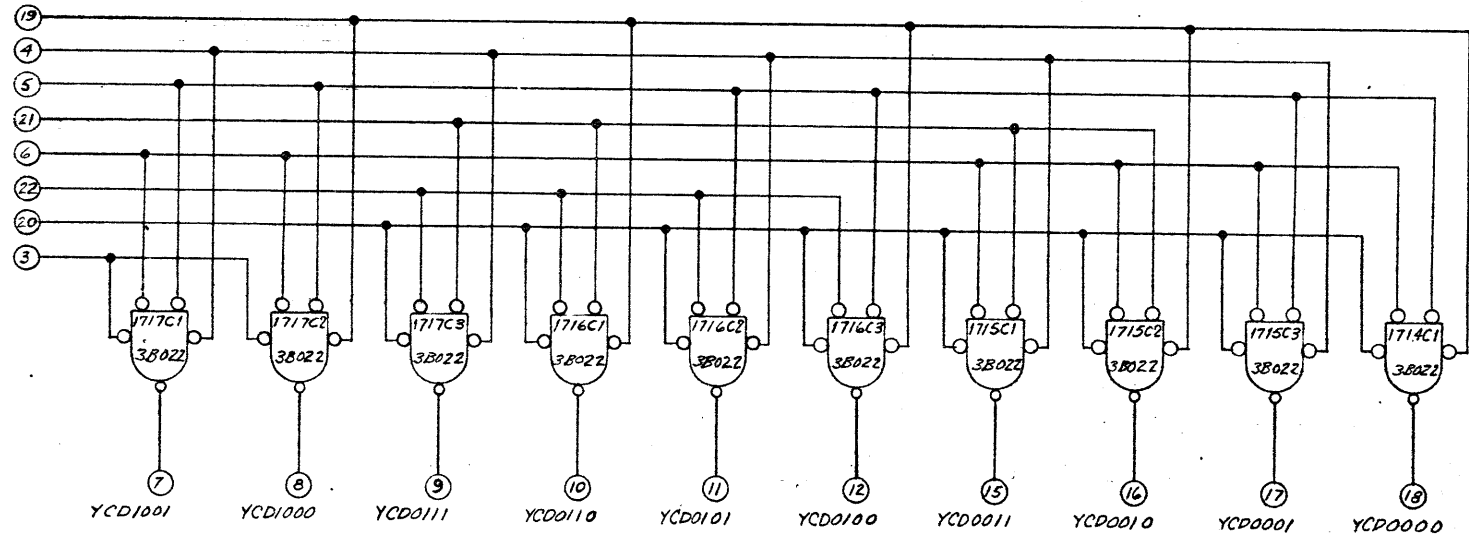 19
4
5
21
6
22
20
3
1717C1 1717C2 1717C3 1716C1 1716C2 1716C3 1715C1 1715C2 1715C3 1714C1
3B022 3B022 3B022 3B022 3B022 3B022 3B022 3B022 3B022 3B022
7 8 9 10 11 12 15 16 17 18
YCD1001 YCD1000 YCD0111 YCD0110 YCD0101 YCD0100 YCD0011 YCD0010 YCD0001 YCD0000